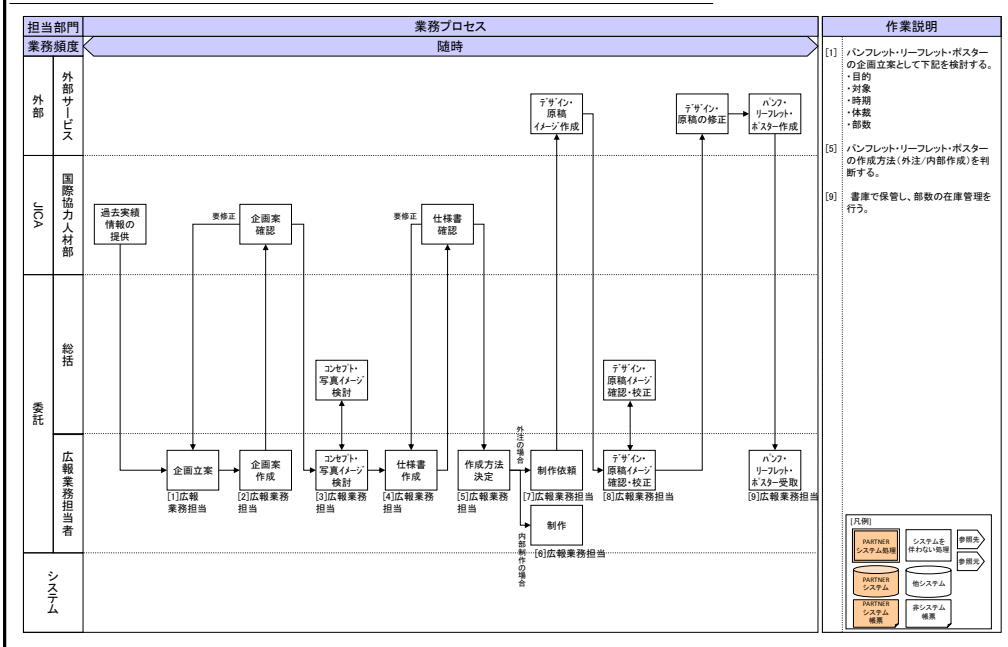 担当部門
業務プロセス
作業説明
業務頻度
随時
外部
外部サービス
デザイン・
原稿
イメージ作成
デザイン・
原稿の修正
パンフ・
リーフレット・
ポスター作成
JICA
国際協力人材部
過去実績
情報の
提供
要修正
企画案
確認
要修正
仕様書
確認
委託
総括
コンセプト・
写真イメージ
検討
デザイン・
原稿イメージ
確認・校正
広報業務担当者
企画立案
[1]広報
業務担当
企画案
作成
[2]広報業務
担当
コンセプト・
写真イメージ
検討
[3]広報業務
担当
仕様書
作成
[4]広報業務
担当
作成方法
決定
[5]広報業務
担当
外注の場合
制作依頼
[7]広報業務担当
デザイン・
原稿イメージ
確認・校正
[8]広報業務担当
パンフ・
リーフレット・
ポスター受取
[9]広報業務担当
内部制作の場合
制作
[6]広報業務担当
システム
[1] パンフレット・リーフレット・ポスター
の企画立案として下記を検討する。
・目的
・対象
・時期
・体裁
・部数
[5] パンフレット・リーフレット・ポスター
の作成方法（外注/内部作成）を判
断する。
[9] 書庫で保管し、部数の在庫管理を
行う。
[凡例]
PARTNER
システム処理
システムを
伴わない処理
参照先
参照元
PARTNER
システム
他システム
PARTNER
システム
帳票
非システム
帳票